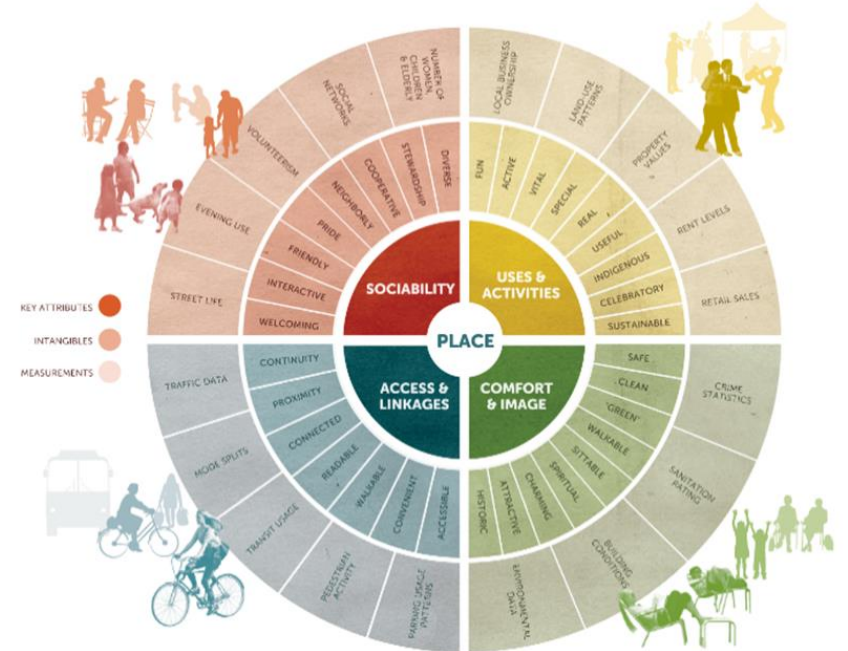 NUMBER OF
WOMEN,
CHILDREN
& ELDERLY
SOCIAL
NETWORKS
VOLUNTEERISM
EVENING USE
STREET LIFE
LOCAL BUSINESS
OWNERSHIP
LAND-USE
PATTERNS
PROPERTY
VALUES
RENT LEVELS
RETAIL SALES
DIVERSE
STEWARDSHIP
COOPERATIVE
NEIGHBORLY
PRIDE
FRIENDLY
INTERACTIVE
WELCOMING
FUN
ACTIVE
VITAL
SPECIAL
REAL
USEFUL
INDIGENOUS
CELEBRATORY
SUSTAINABLE
SOCIABILITY
USES &
ACTIVITIES
KEY ATTRIBUTES
INTANGIBLES
MEASUREMENTS
PLACE
ACCESS &
LINKAGES
COMFORT
& IMAGE
CONTINUITY
PROXIMITY
CONNECTED
READABLE
WALKABLE
CONVENIENT
ACCESSIBLE
SAFE
CLEAN
"GREEN"
WALKABLE
SITTABLE
SPIRITUAL
CHARMING
ATTRACTIVE
HISTORIC
TRAFFIC DATA
MODE SPLITS
TRANSIT USAGE
PEDESTRIAN
ACTIVITY
PARKING USAGE
PATTERNS
CRIME
STATISTICS
SANITATION
RATING
BUILDING
CONDITIONS
ENVIRONMENTAL
DATA